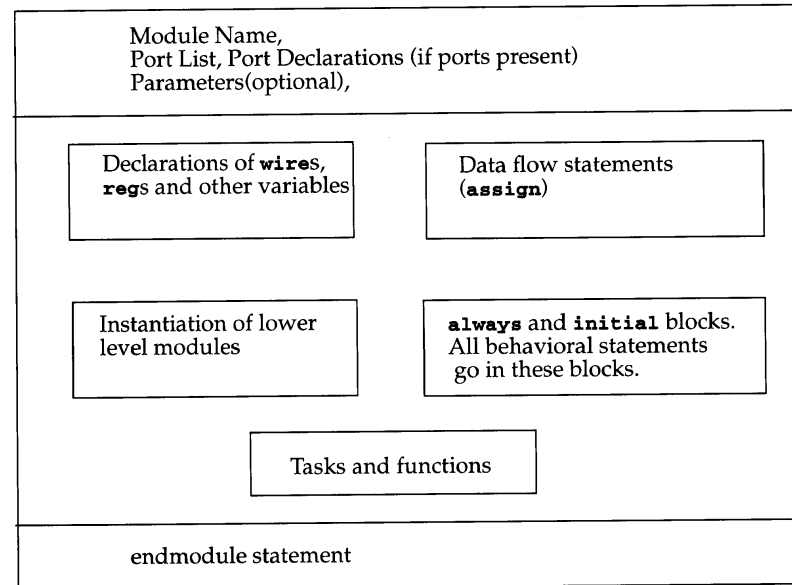 Module Name,
Port List, Port Declarations (if ports present)
Parameters(optional),
Declarations of wires,
regs and other variables
Data flow statements
(assign)
Instantiation of lower
level modules
always and initial blocks.
All behavioral statements
go in these blocks.
Tasks and functions
endmodule statement